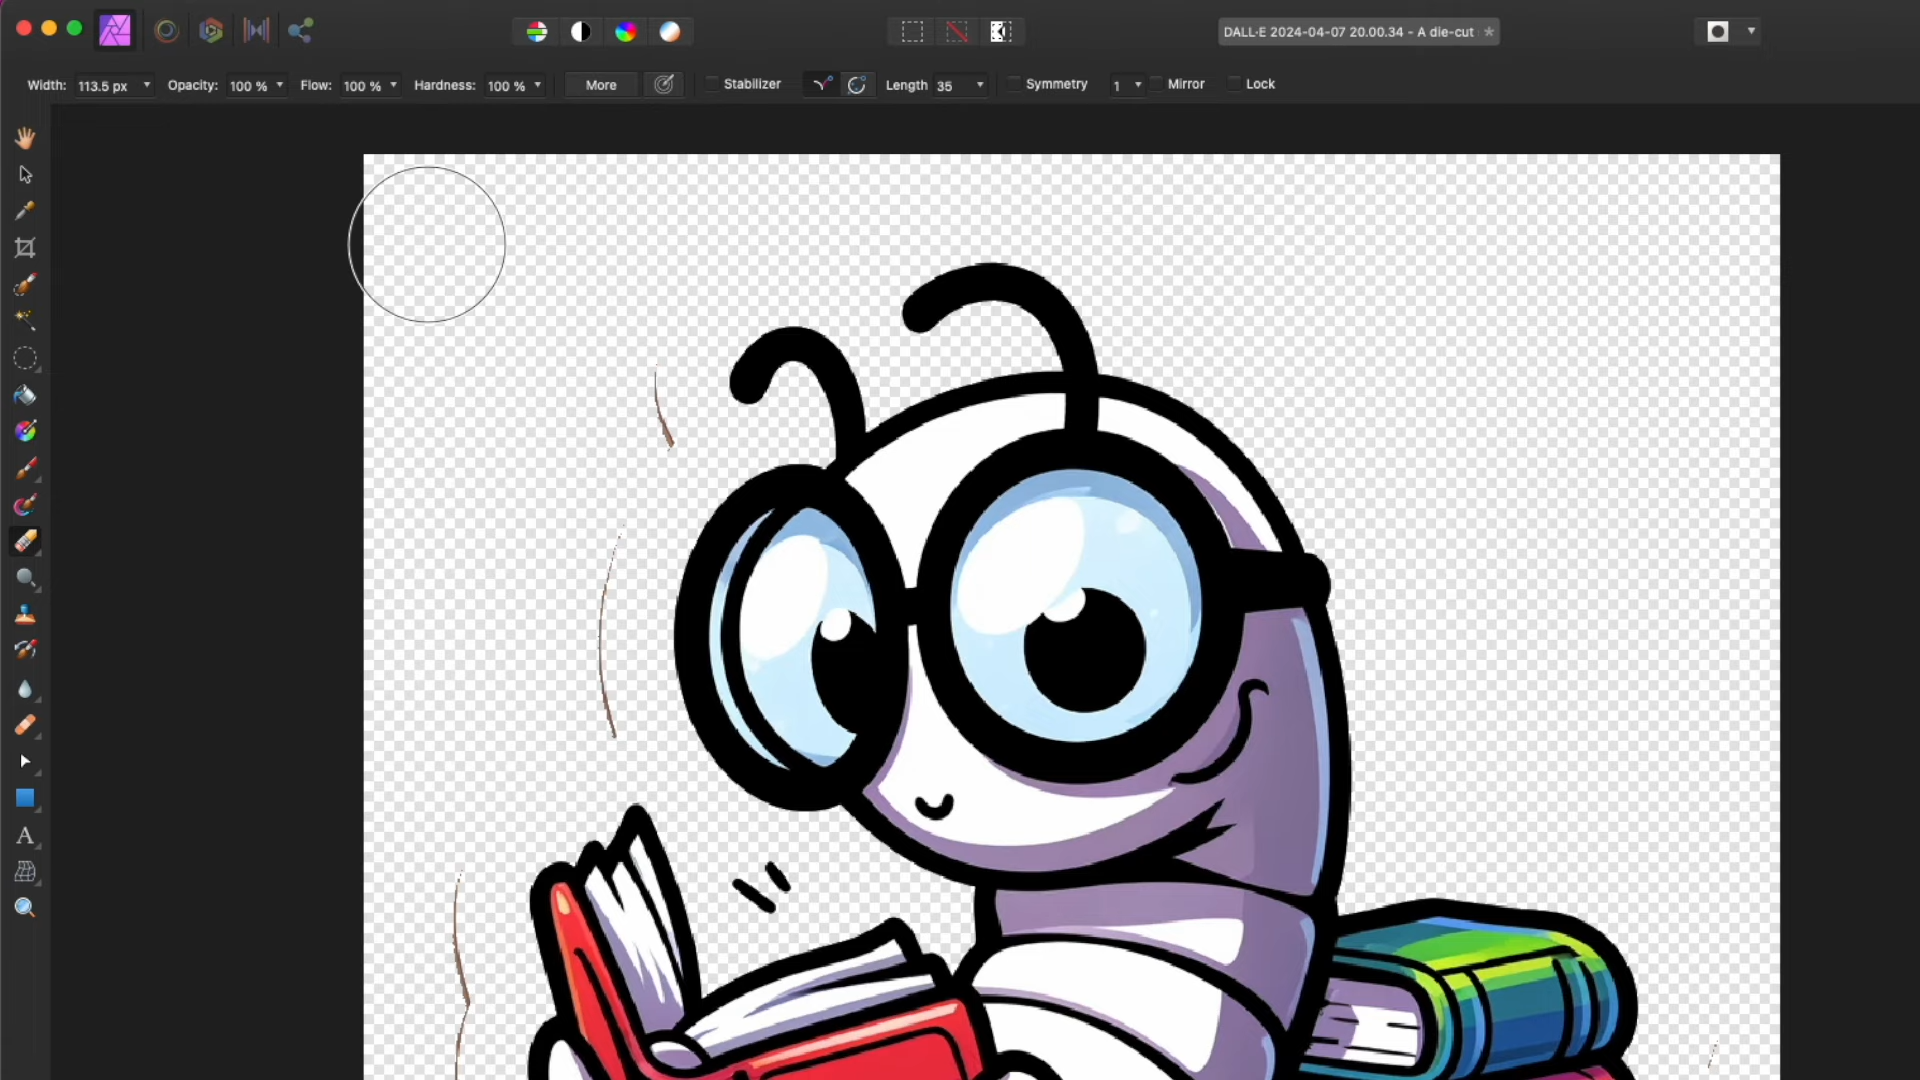 DALL·E 2024-04-07 20.00.34 - A die-cut
Width: 113.5 px Opacity: 100 % Flow: 100 % Hardness: 100 % More Stabilizer Length 35 Symmetry 1 Mirror Lock
A